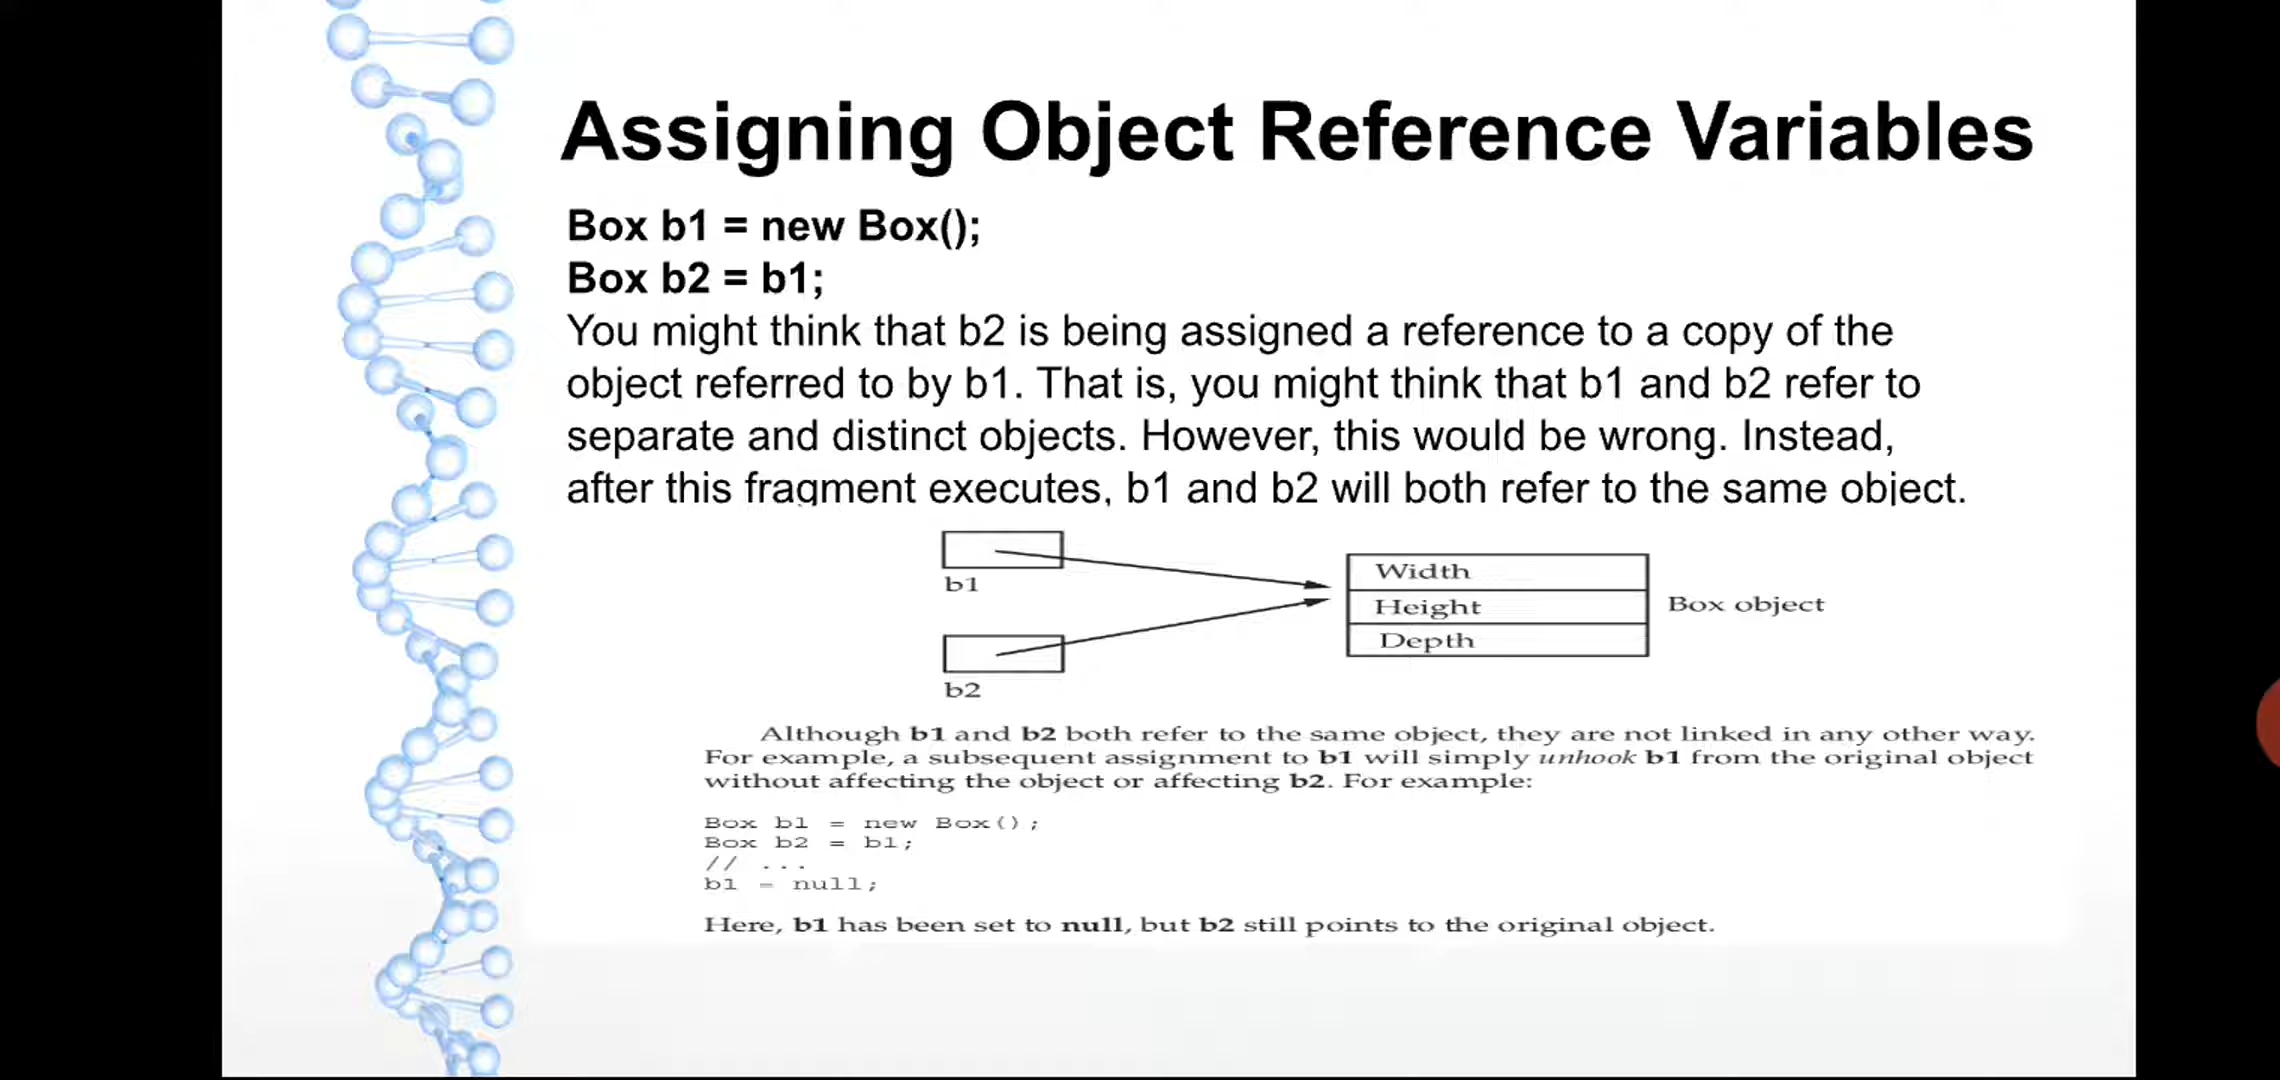 Assigning Object Reference Variables
Box b1 = new Box();
Box b2 = b1;
You might think that b2 is being assigned a reference to a copy of the
object referred to by b1. That is, you might think that b1 and b2 refer to
separate and distinct objects. However, this would be wrong. Instead,
after this fragment executes, b1 and b2 will both refer to the same object.
b1
Width
Height
Depth
Box object
b2
Although b1 and b2 both refer to the same object, they are not linked in any other way.
For example, a subsequent assignment to b1 will simply unhook b1 from the original object
without affecting the object or affecting b2. For example:
Box b1 = new Box();
Box b2 = b1;
// ...
b1 = null;
Here, b1 has been set to null, but b2 still points to the original object.